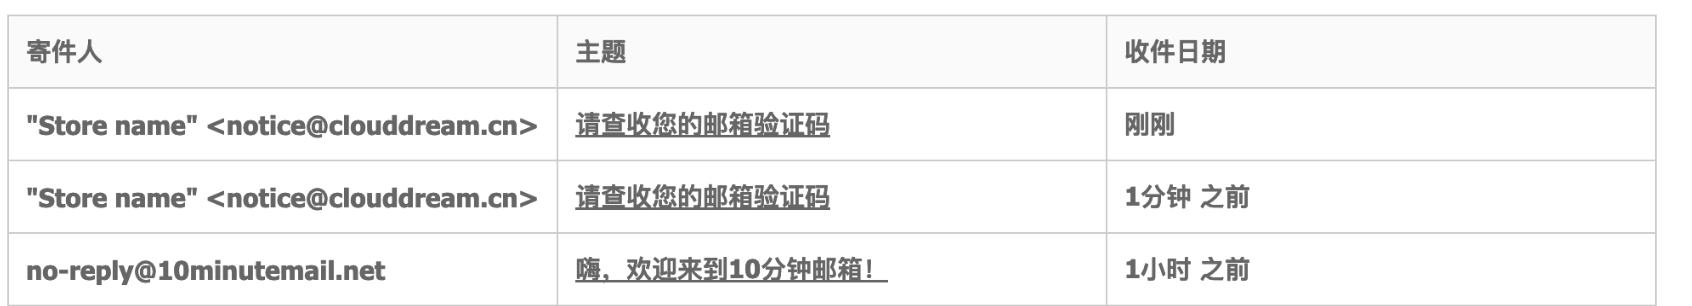 寄件人 主题 收件日期
"Store name" <notice@clouddream.cn> 请查收您的邮箱验证码 刚刚
"Store name" <notice@clouddream.cn> 请查收您的邮箱验证码 1分钟 之前
no-reply@10minutemail.net 嗨，欢迎来到10分钟邮箱！ 1小时 之前